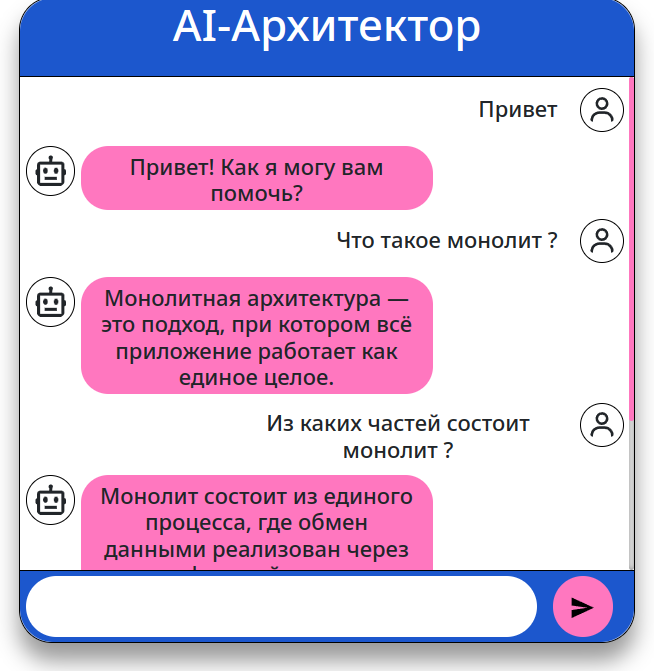 AI-Архитектор
Привет
Привет! Как я могу вам
помочь?
Что такое монолит ?
Монолитная архитектура —
это подход, при котором всё
приложение работает как
единое целое.
Из каких частей состоит
монолит ?
Монолит состоит из единого
процесса, где обмен
данными реализован через